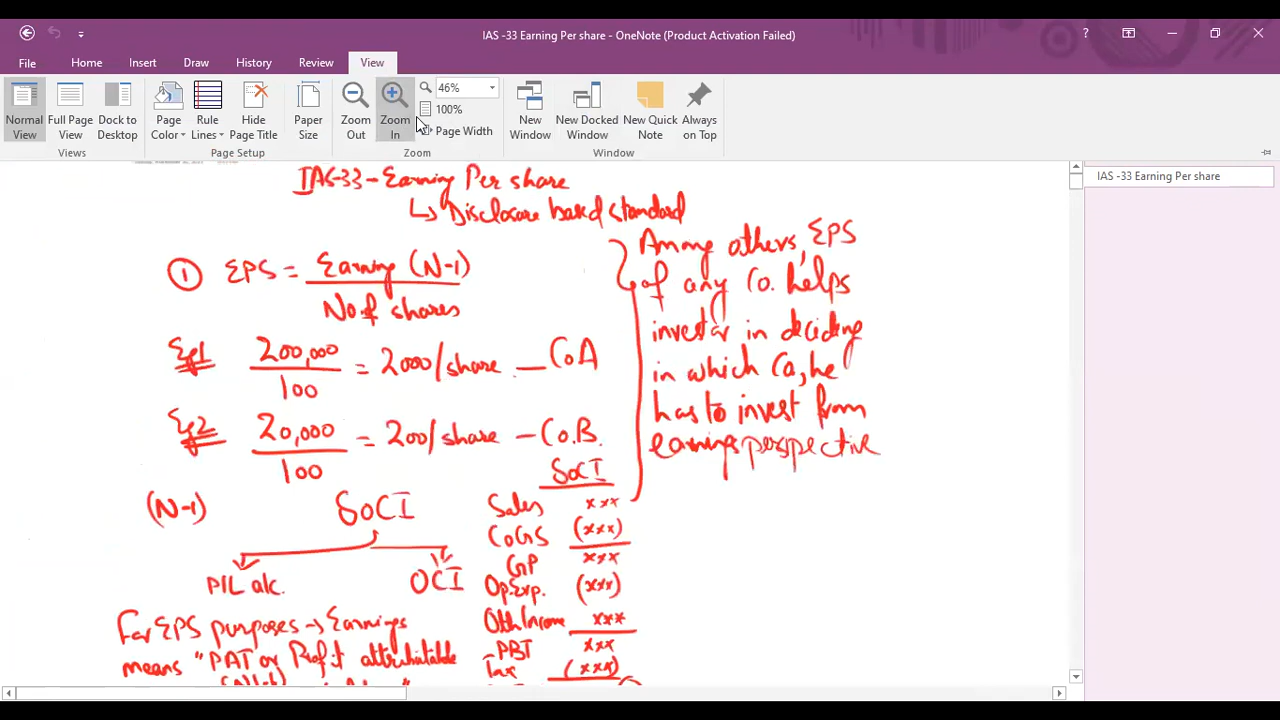 IAS -33 Earning Per share - OneNote (Product Activation Failed)
File Home Insert Draw History Review View
Normal View
Full Page View
Dock to Desktop
Page Color
Rule Lines
Hide Page Title
Paper Size
Zoom Out
Zoom In
46%
100%
Page Width
New Window
New Docked Window
New Quick Note
Always on Top
Views
Page Setup
Zoom
Window
IAS -33 Earning Per share
IAS-33 - Earning Per share
↳ Disclosure based standard
① EPS = Earning (N-1)
No. of shares
Eg1 200,000 = 2000/share — Co A
100
Eg2 20,000 = 200/share — Co.B.
100
Among others, EPS
of any Co. helps
investor in deciding
in which Co, he
has to invest from
earnings perspective
(N-1) SOCI
P/L a/c. OCI
For EPS purposes → Earnings
means "PAT or Profit attributable
SOCI
Sales xxx
CoGS (xxx)
GP xxx
Op.Exp. (xxx)
Oth Income xxx
PBT xxx
Tax (xxx)